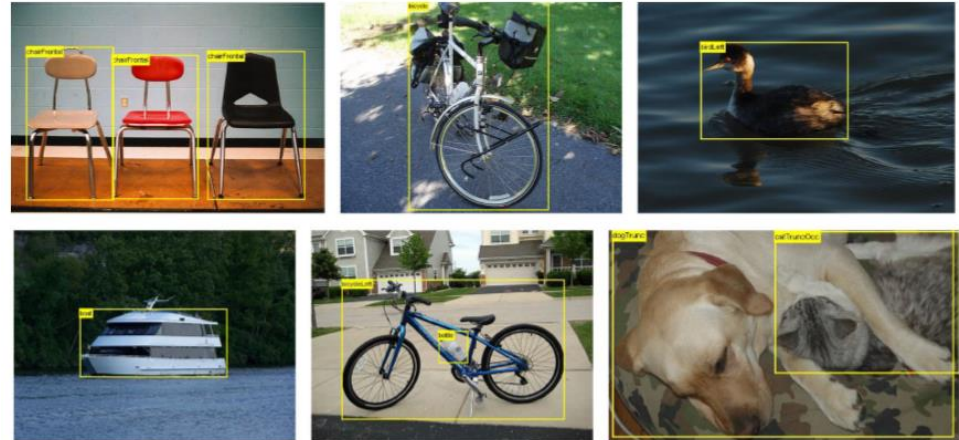 chairFrontal
chairFrontal
chairFrontal
bicycle
birdLeft
boat
bicycleLeft
bottle
dogTrunc
catTruncOcc